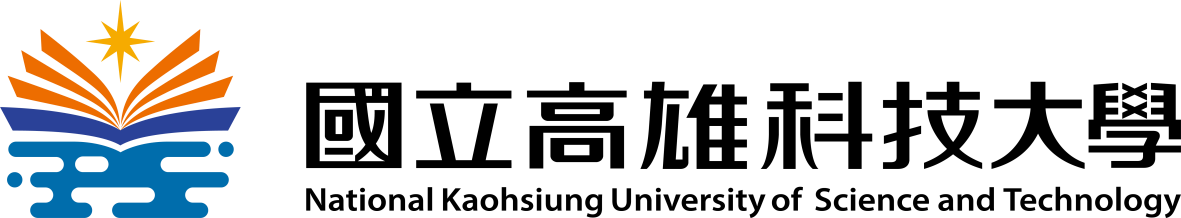 國立高雄科技大學
National Kaohsiung University of Science and Technology